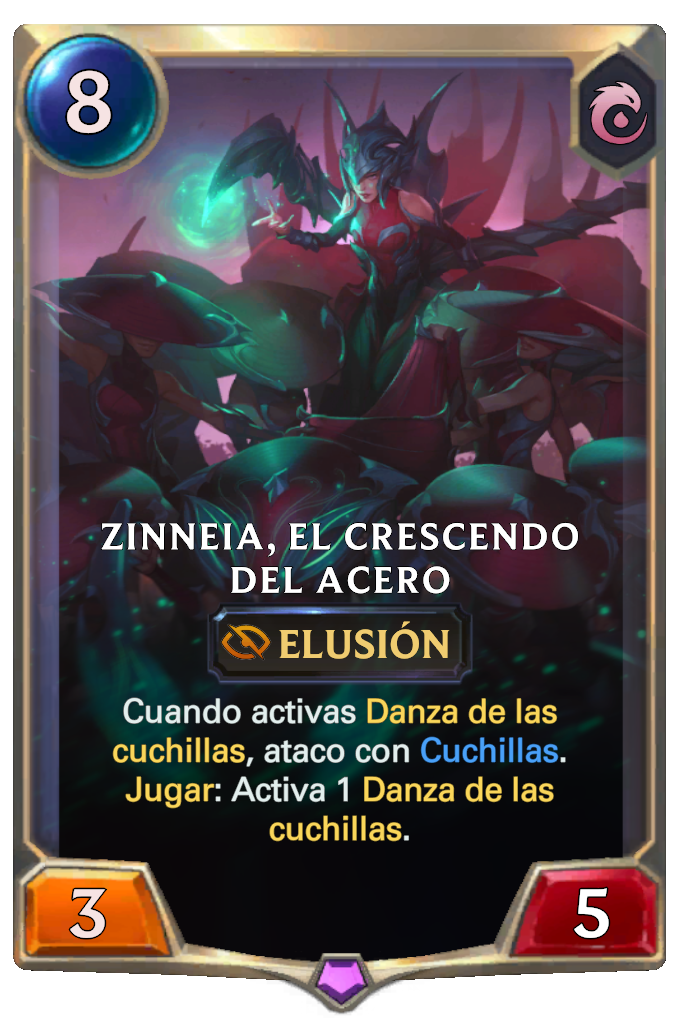 8
ZINNEIA, EL CRESCENDO
DEL ACERO
ELUSIÓN
Cuando activas Danza de las
cuchillas, ataco con Cuchillas.
Jugar: Activa 1 Danza de las
cuchillas.
3
5